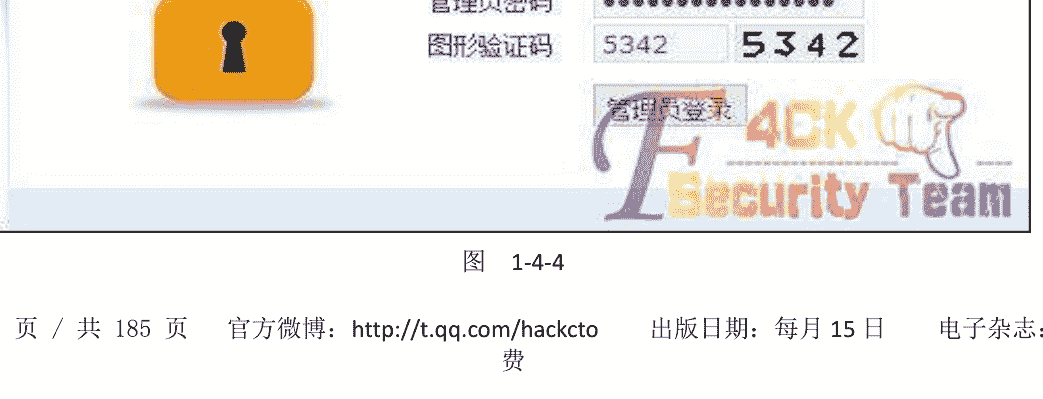 管理员密码
图形验证码 5342 5342
管理员登录
F4CK
Security Team
图 1-4-4
页 / 共 185 页 官方微博：http://t.qq.com/hackcto 出版日期：每月 15 日 电子杂志：
费